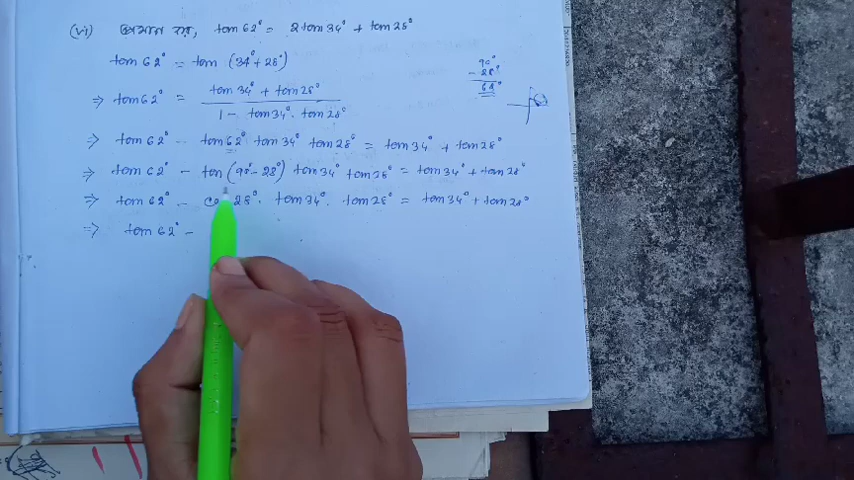 (vi) প্রমাণ কর, tan 62° = 2 tan 34° + tan 28°
tan 62° = tan (34° + 28°)
90°
- 28°
62°
⇒ tan 62° = tan 34° + tan 28° / 1 - tan 34° . tan 28°
⇒ tan 62° - tan 62° . tan 34° tan 28° = tan 34° + tan 28°
⇒ tan 62° - tan (90° - 28°) tan 34° tan 28° = tan 34° + tan 28°
⇒ tan 62° - 28° . tan 34° . tan 28° = tan 34° + tan 28°
⇒ tan 62° -